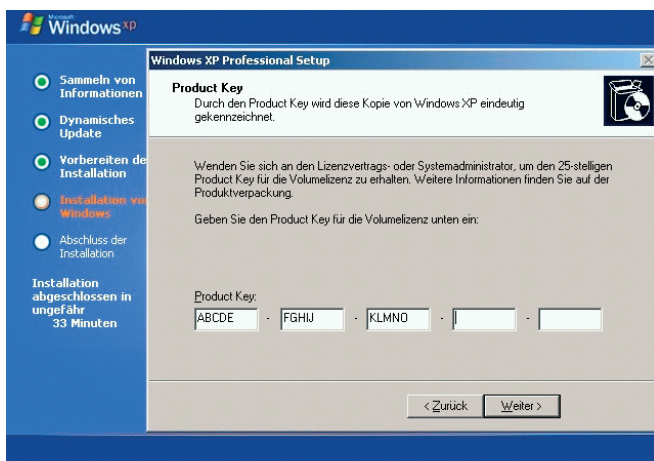 Microsoft
Windows xp
Sammeln von
Informationen
Dynamisches
Update
Vorbereiten de
Installation
Installation vo
Windows
Abschluss der
Installation
Installation
abgeschlossen in
ungefähr
33 Minuten
Windows XP Professional Setup
Product Key
Durch den Product Key wird diese Kopie von Windows XP eindeutig
gekennzeichnet.
Wenden Sie sich an den Lizenzvertrags- oder Systemadministrator, um den 25-stelligen
Product Key für die Volumelizenz zu erhalten. Weitere Informationen finden Sie auf der
Produktverpackung.
Geben Sie den Product Key für die Volumelizenz unten ein:
Product Key:
ABCDE - FGHIJ - KLMNO - -
< Zurück Weiter >